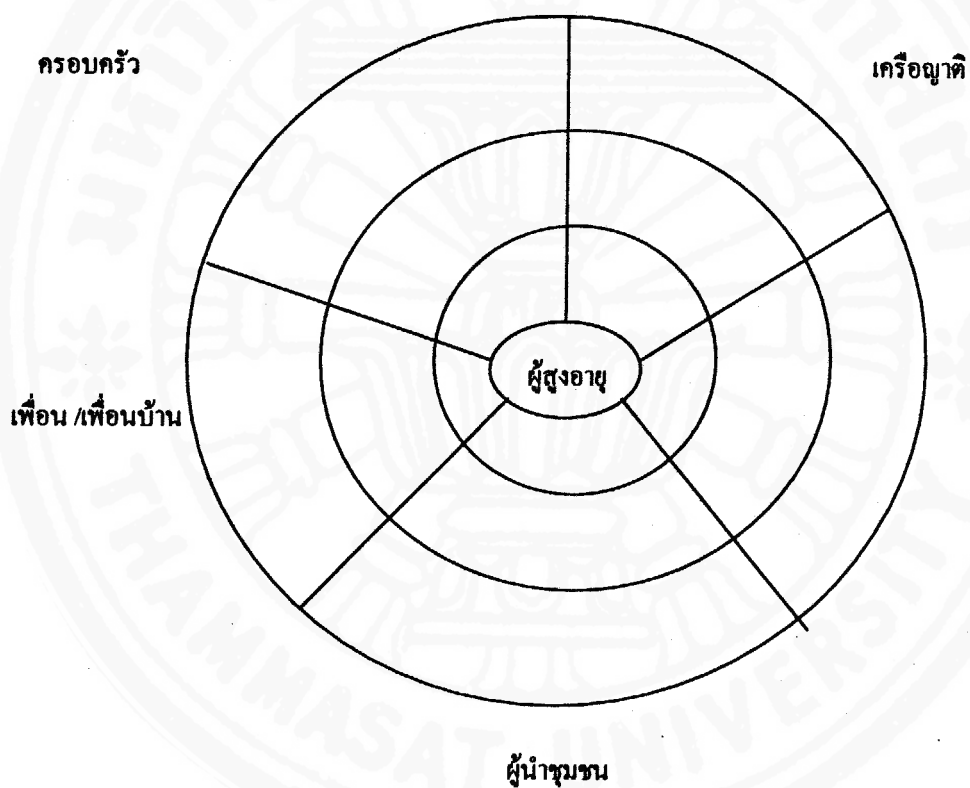 ครอบครัว
เครือญาติ
ผู้สูงอายุ
เพื่อน /เพื่อนบ้าน
ผู้นำชุมชน
THAMMASAT UNIVERSITY